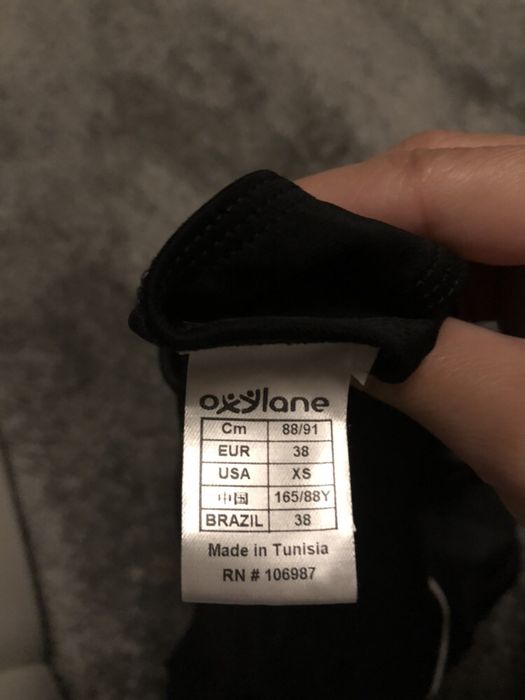 oxylane
Cm 88/91
EUR 38
USA XS
中国 165/88Y
BRAZIL 38
Made in Tunisia
RN # 106987